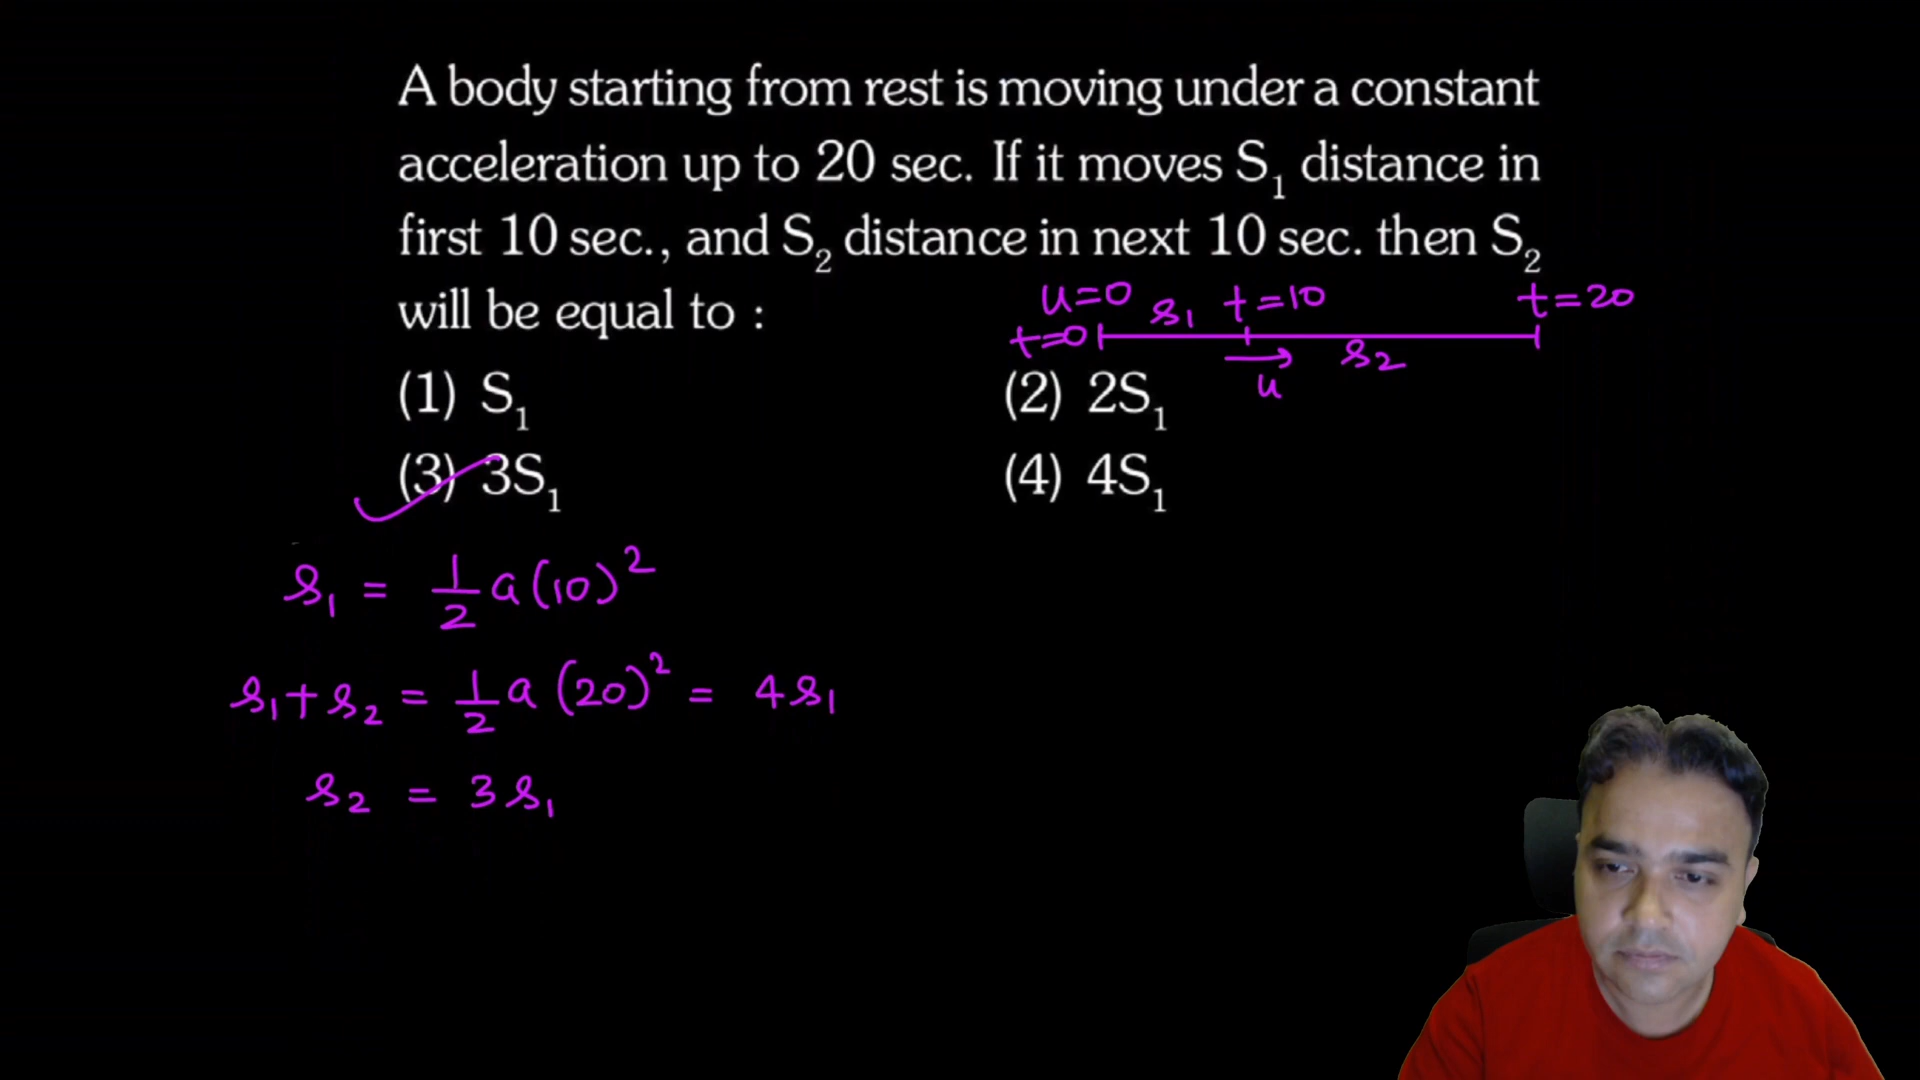 A body starting from rest is moving under a constant
acceleration up to 20 sec. If it moves S₁ distance in
first 10 sec., and S₂ distance in next 10 sec. then S₂
will be equal to :
u=0 s₁ t=10 t=20
t=0 s₂
u
(1) S₁ (2) 2S₁
(3) 3S₁ (4) 4S₁
s₁ = 1/2 a(10)²
s₁+s₂ = 1/2 a (20)² = 4s₁
s₂ = 3s₁